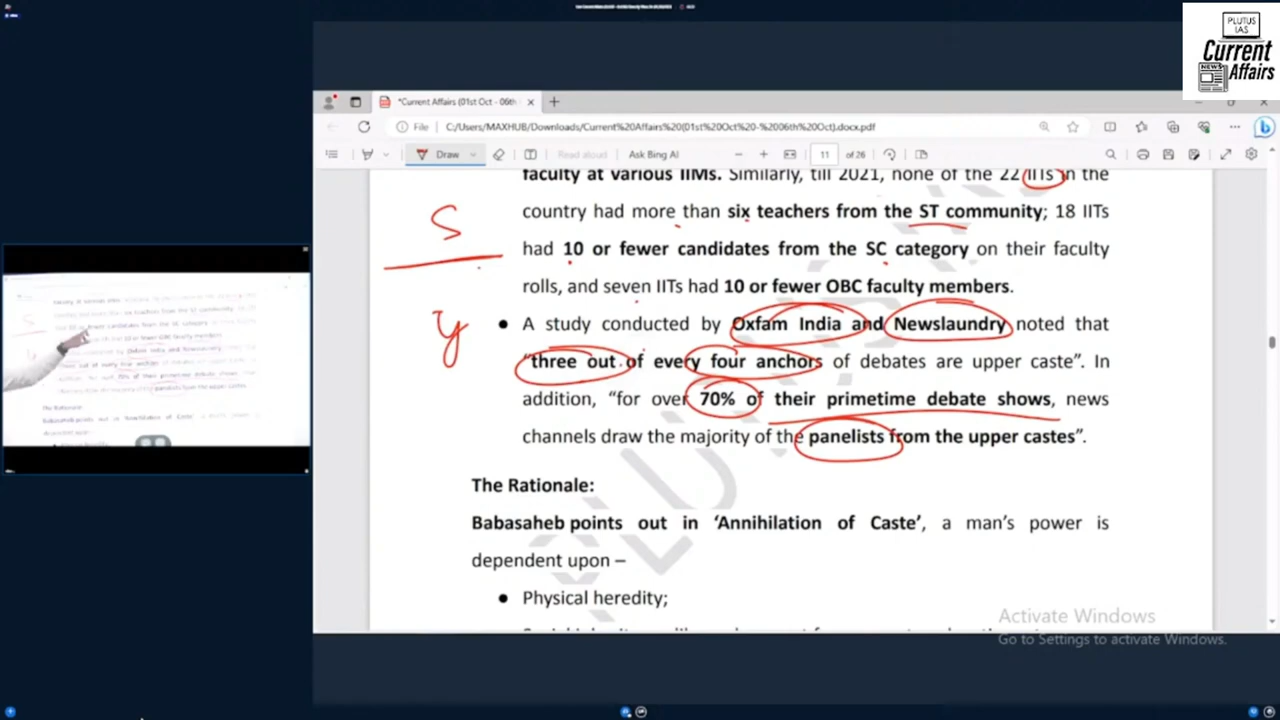 PLUTUS
IAS
Current
NEWS
Affairs
*Current Affairs (01st Oct - 06th
File
C:/Users/MAXHUB/Downloads/Current%20Affairs(01st%20Oct%20-%2006th%20Oct).docx.pdf
Draw
Read aloud
Ask Bing AI
11
of 26
faculty at various IIMs. Similarly, till 2021, none of the 22 IITs in the
country had more than six teachers from the ST community; 18 IITs
had 10 or fewer candidates from the SC category on their faculty
rolls, and seven IITs had 10 or fewer OBC faculty members.
S
y
● A study conducted by Oxfam India and Newslaundry noted that
“three out of every four anchors of debates are upper caste”. In
addition, “for over 70% of their primetime debate shows, news
channels draw the majority of the panelists from the upper castes”.
The Rationale:
Babasaheb points out in ‘Annihilation of Caste’, a man’s power is
dependent upon –
● Physical heredity;
Activate Windows
Go to Settings to activate Windows.